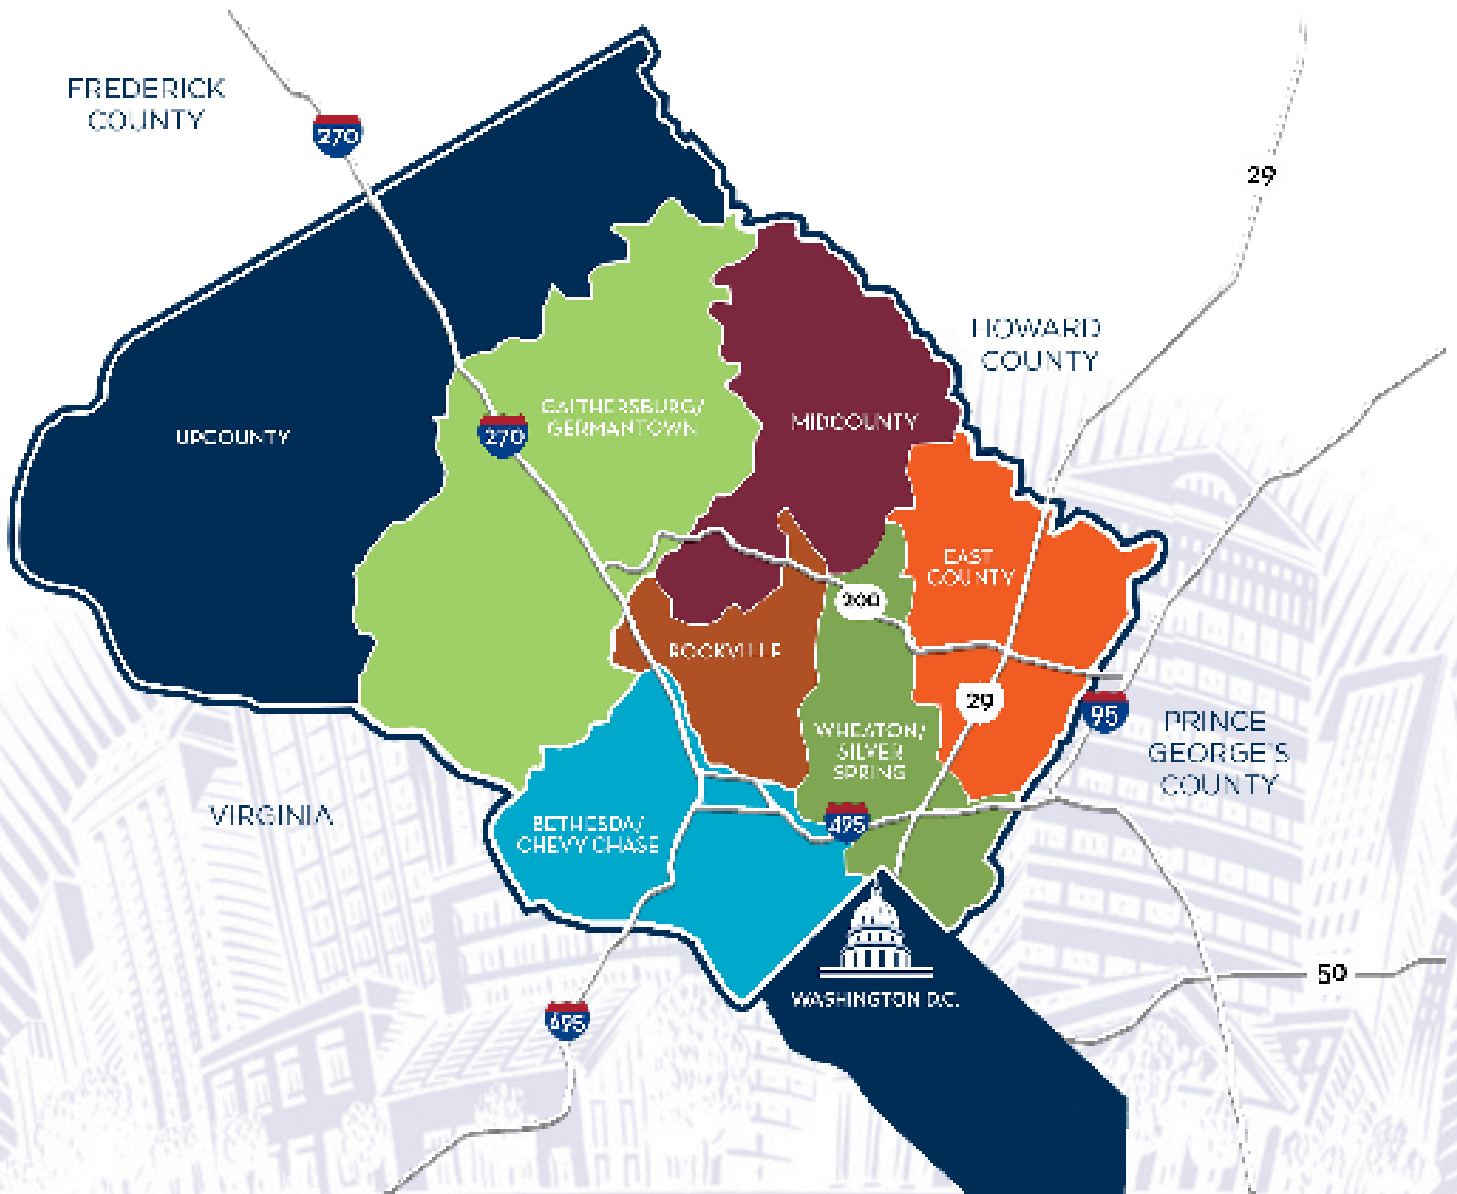 FREDERICK
COUNTY
270
29
HOWARD
COUNTY
UPCOUNTY
270
GAITHERSBURG/
GERMANTOWN
MIDCOUNTY
EAST
COUNTY
200
ROCKVILLE
29
95
PRINCE
GEORGE'S
COUNTY
WHEATON/
SILVER
SPRING
VIRGINIA
BETHESDA/
CHEVY CHASE
495
WASHINGTON D.C.
50
495